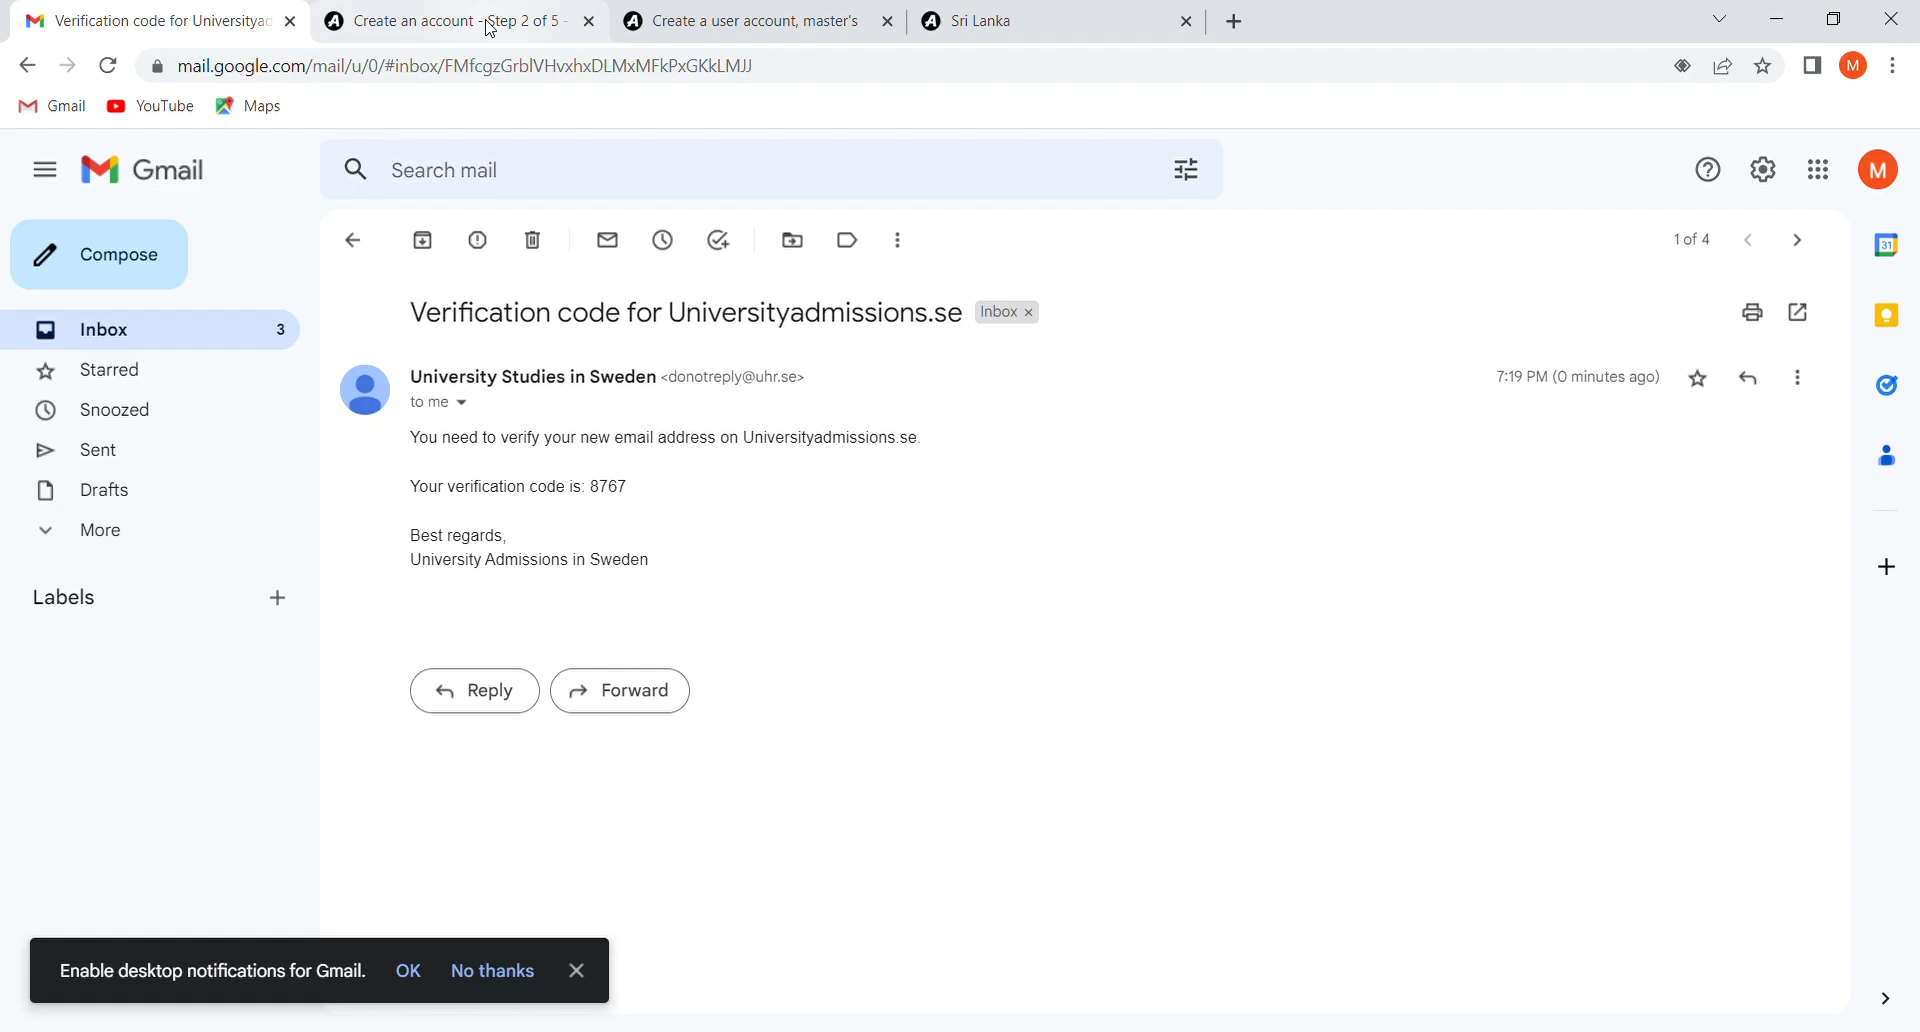 Verification code for Universityad
Create an account - Step 2 of 5 -
Create a user account, master's
Sri Lanka
mail.google.com/mail/u/0/#inbox/FMfcgzGrblVHvxhxDLMxMFkPxGKkLMJJ
M
Gmail
YouTube
Maps
Gmail
Search mail
M
Compose
1 of 4
31
Verification code for Universityadmissions.se
Inbox ×
Inbox 3
Starred
Snoozed
Sent
Drafts
More
Labels
University Studies in Sweden <donotreply@uhr.se>
7:19 PM (0 minutes ago)
to me
You need to verify your new email address on Universityadmissions.se.
Your verification code is: 8767
Best regards,
University Admissions in Sweden
Reply
Forward
Enable desktop notifications for Gmail. OK No thanks